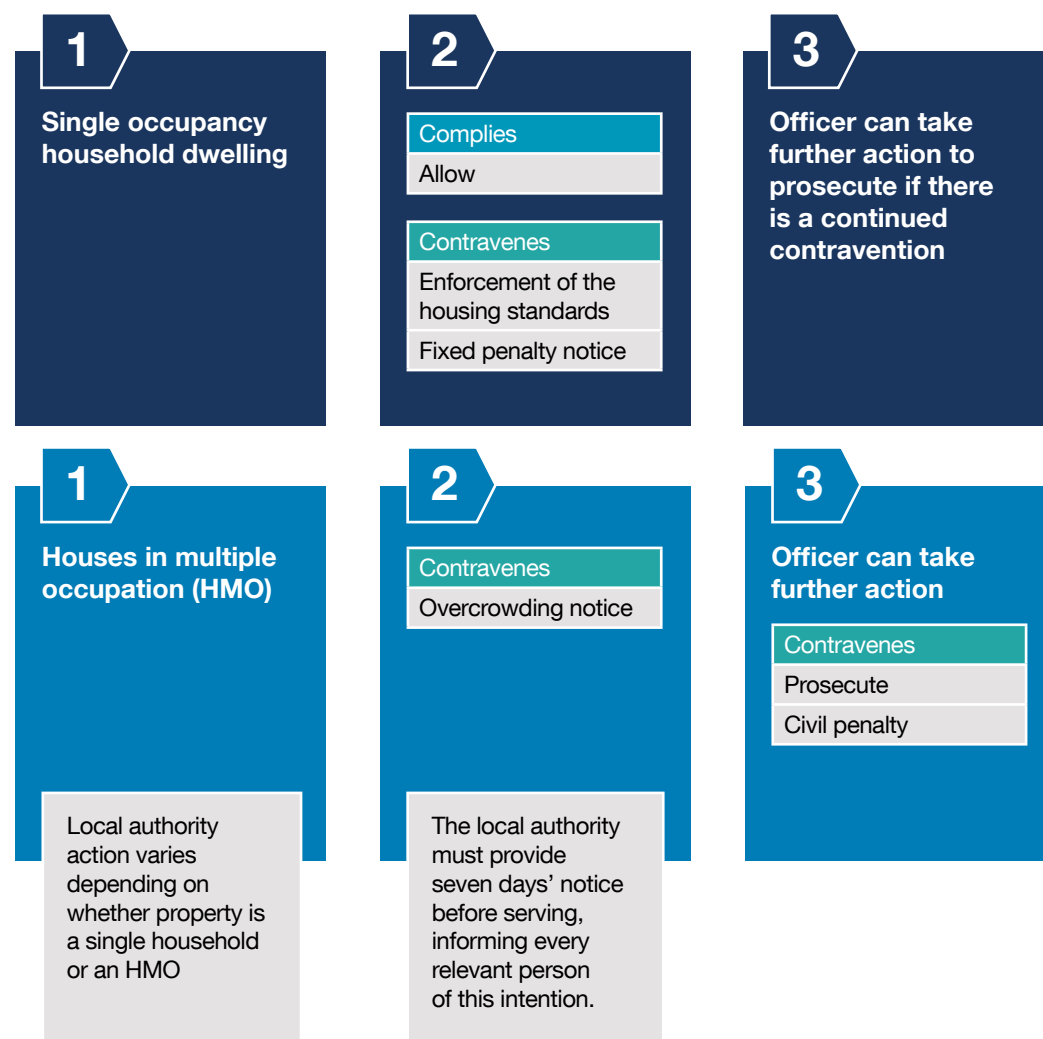 1
Single occupancy
household dwelling
2
Complies
Allow
Contravenes
Enforcement of the
housing standards
Fixed penalty notice
3
Officer can take
further action to
prosecute if there
is a continued
contravention
1
Houses in multiple
occupation (HMO)
Local authority
action varies
depending on
whether property is
a single household
or an HMO
2
Contravenes
Overcrowding notice
The local authority
must provide
seven days’ notice
before serving,
informing every
relevant person
of this intention.
3
Officer can take
further action
Contravenes
Prosecute
Civil penalty